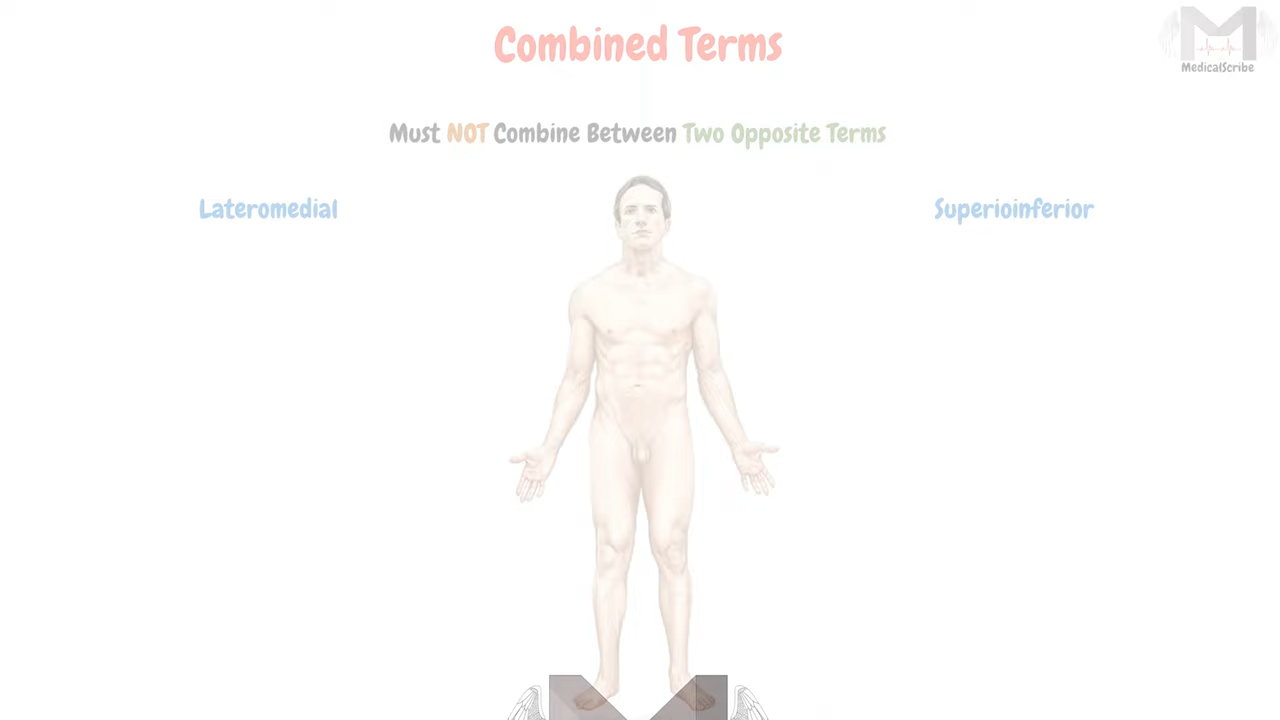 Combined Terms
MedicalScribe
Must NOT Combine Between Two Opposite Terms
Lateromedial
Superioinferior